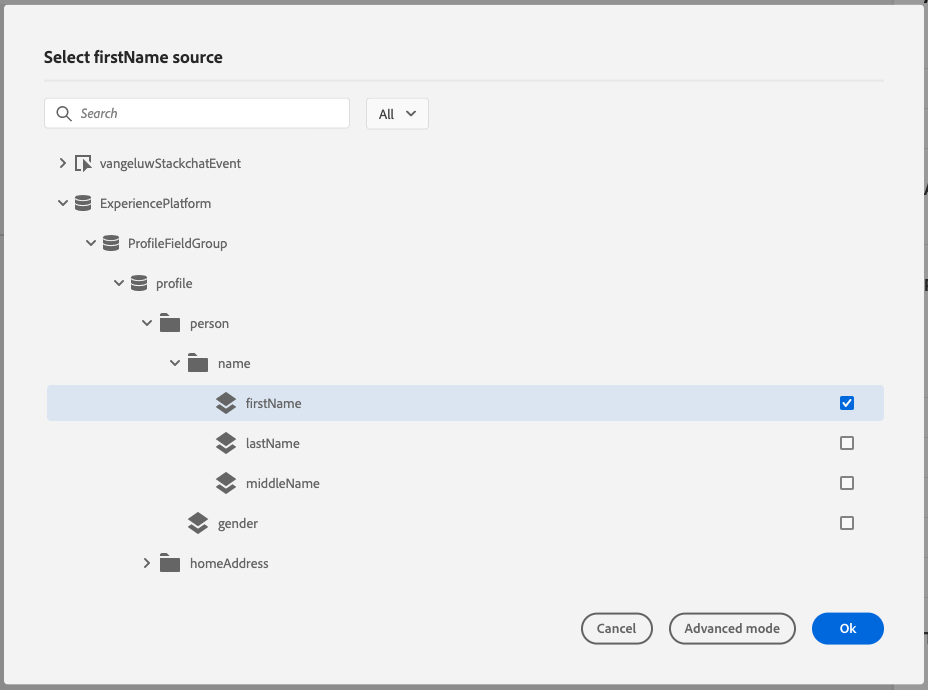 Select firstName source
Search
All
vangeluwStackchatEvent
ExperiencePlatform
ProfileFieldGroup
profile
person
name
firstName
lastName
middleName
gender
homeAddress
Cancel Advanced mode Ok